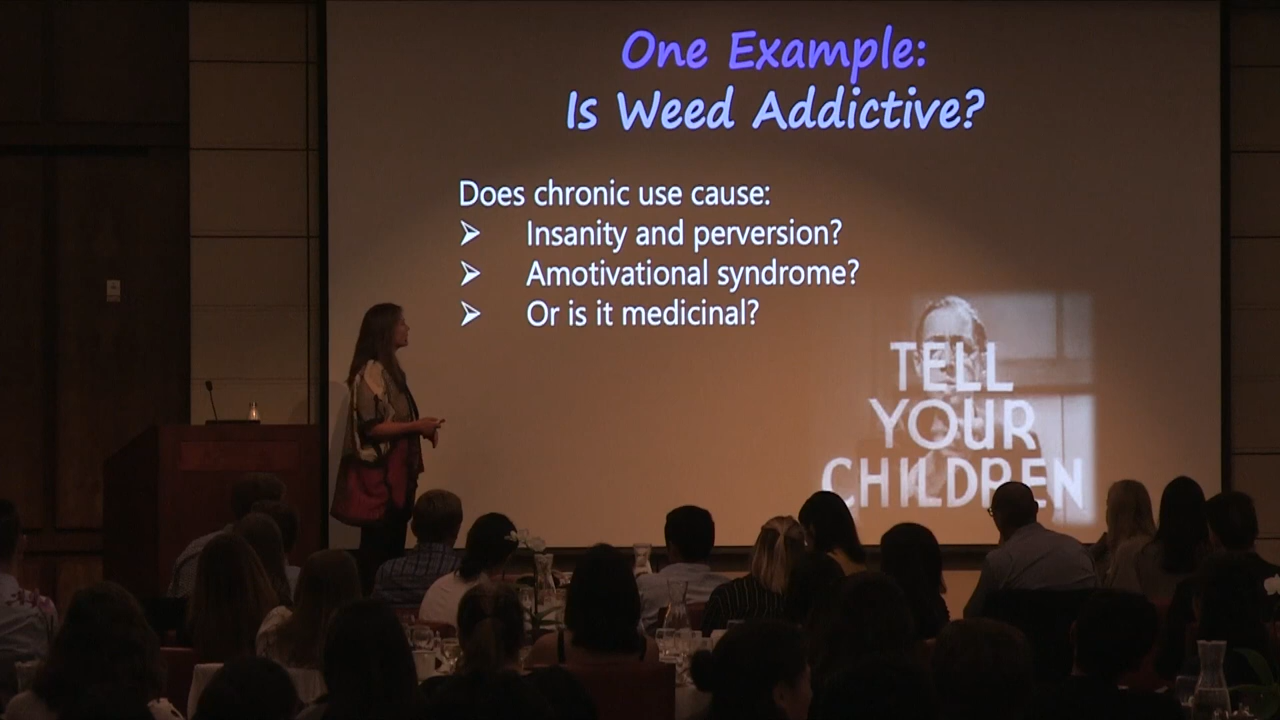 One Example:
Is Weed Addictive?
Does chronic use cause:
➢ Insanity and perversion?
➢ Amotivational syndrome?
➢ Or is it medicinal?
TELL
YOUR
CHILDREN